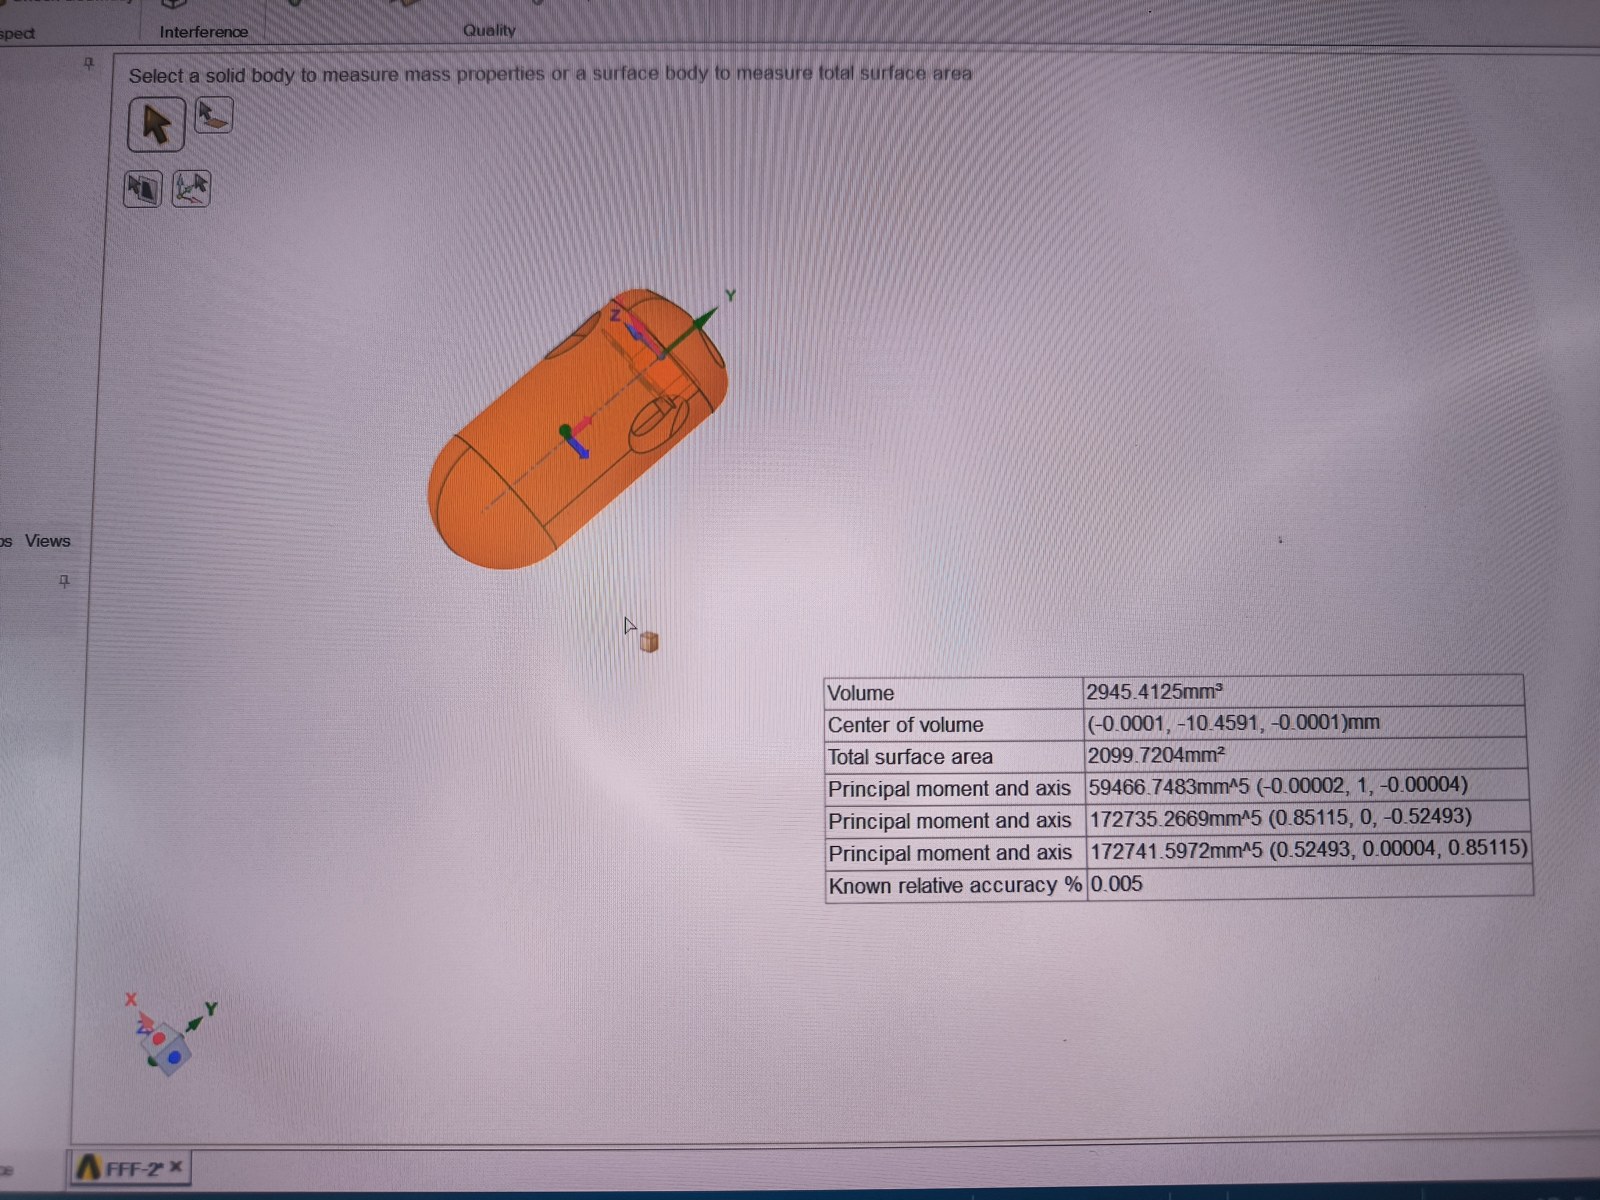 spect
Interference
Quality
Select a solid body to measure mass properties or a surface body to measure total surface area
Y
Z
Views
Volume 2945.4125mm³
Center of volume (-0.0001, -10.4591, -0.0001)mm
Total surface area 2099.7204mm²
Principal moment and axis 59466.7483mm^5 (-0.00002, 1, -0.00004)
Principal moment and axis 172735.2669mm^5 (0.85115, 0, -0.52493)
Principal moment and axis 172741.5972mm^5 (0.52493, 0.00004, 0.85115)
Known relative accuracy % 0.005
X
Y
Z
FFF-2*